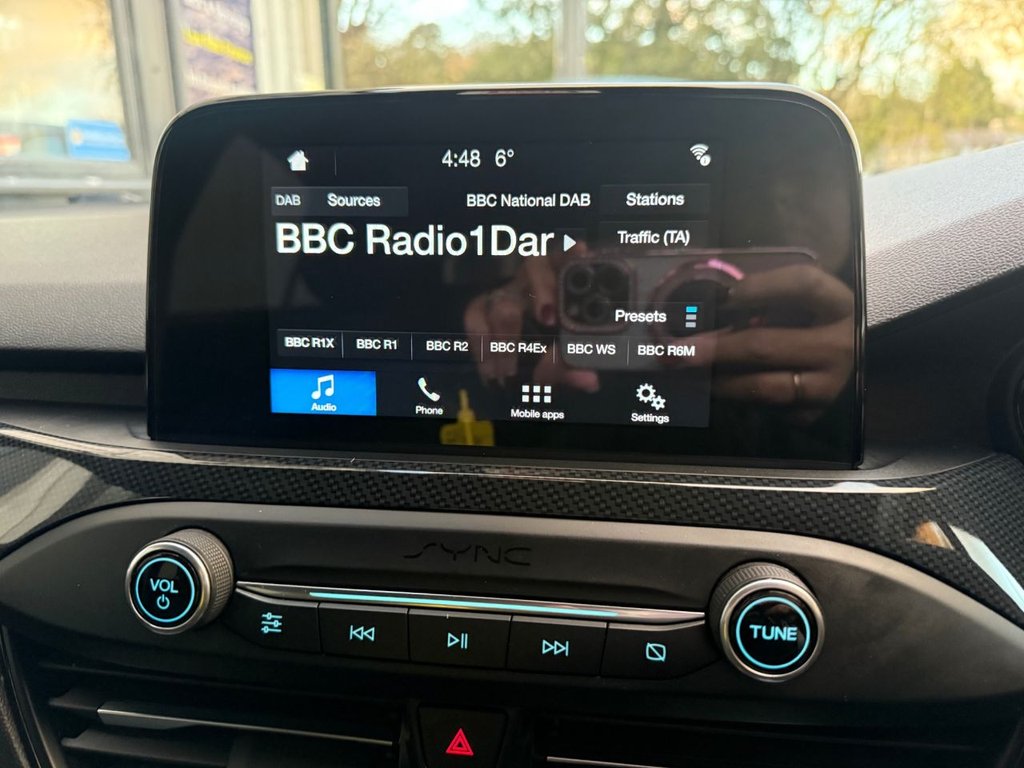 4:48 6°
DAB Sources BBC National DAB Stations
BBC Radio1Dar Traffic (TA)
Presets
BBC R1X BBC R1 BBC R2 BBC R4Ex BBC WS BBC R6M
Audio Phone Mobile apps Settings
SYNC
VOL
TUNE